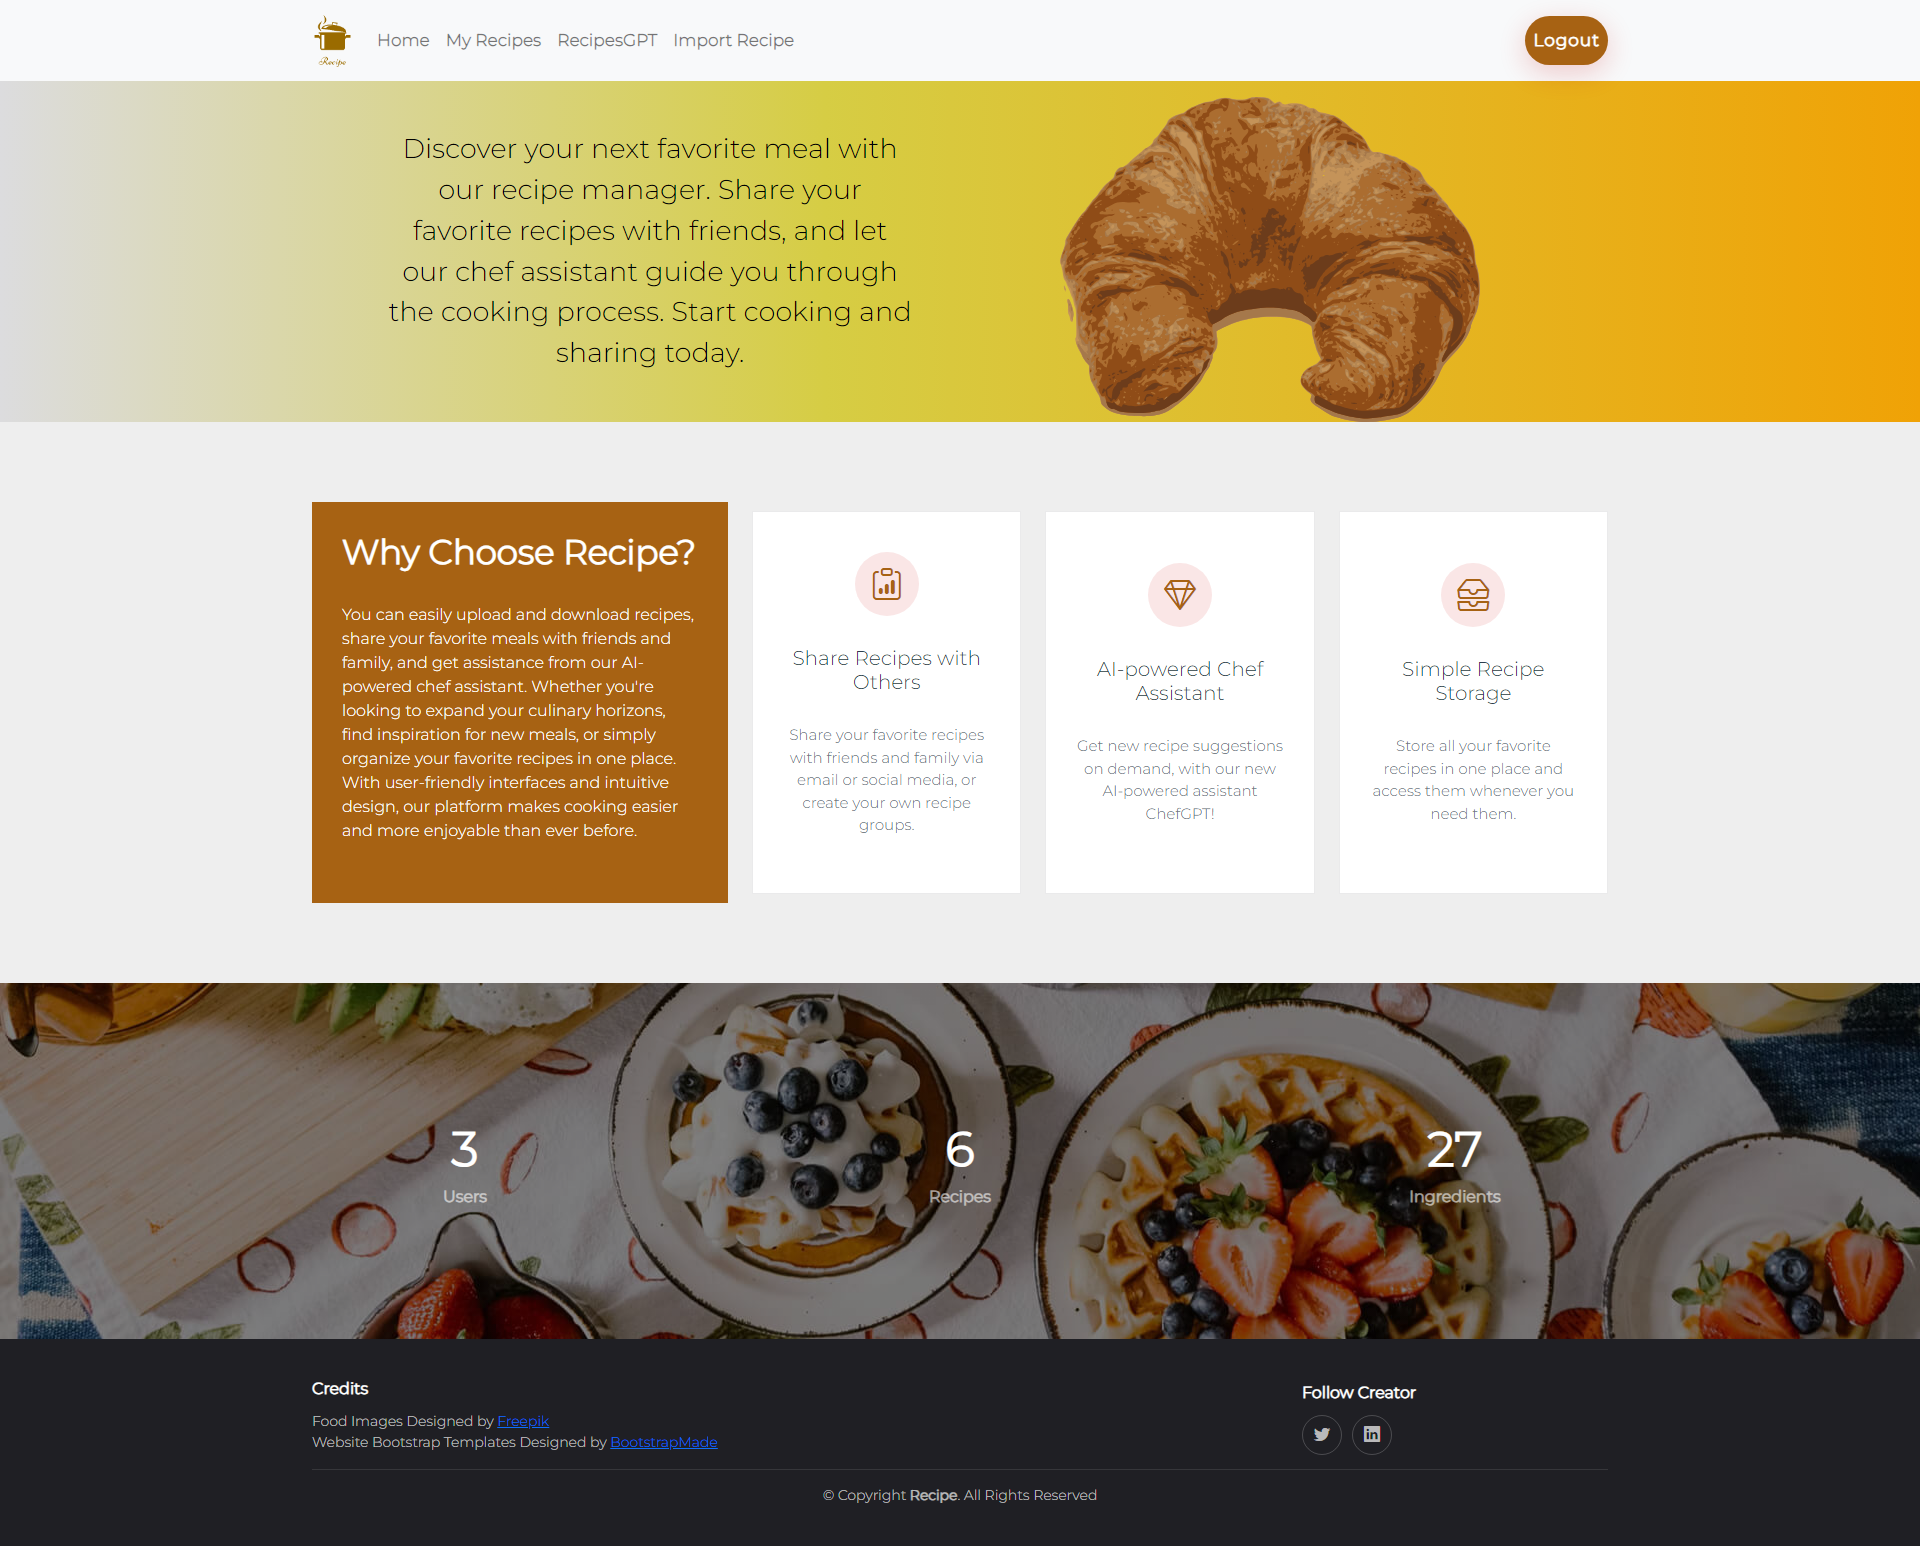 Recipe
Home
My Recipes
RecipesGPT
Import Recipe
Logout
Discover your next favorite meal with
our recipe manager. Share your
favorite recipes with friends, and let
our chef assistant guide you through
the cooking process. Start cooking and
sharing today.
Why Choose Recipe?
You can easily upload and download recipes,
share your favorite meals with friends and
family, and get assistance from our AI-
powered chef assistant. Whether you're
looking to expand your culinary horizons,
find inspiration for new meals, or simply
organize your favorite recipes in one place.
With user-friendly interfaces and intuitive
design, our platform makes cooking easier
and more enjoyable than ever before.
Share Recipes with
Others
Share your favorite recipes
with friends and family via
email or social media, or
create your own recipe
groups.
AI-powered Chef
Assistant
Get new recipe suggestions
on demand, with our new
AI-powered assistant
ChefGPT!
Simple Recipe
Storage
Store all your favorite
recipes in one place and
access them whenever you
need them.
3
Users
6
Recipes
27
Ingredients
Credits
Food Images Designed by Freepik
Website Bootstrap Templates Designed by BootstrapMade
Follow Creator
© Copyright Recipe. All Rights Reserved